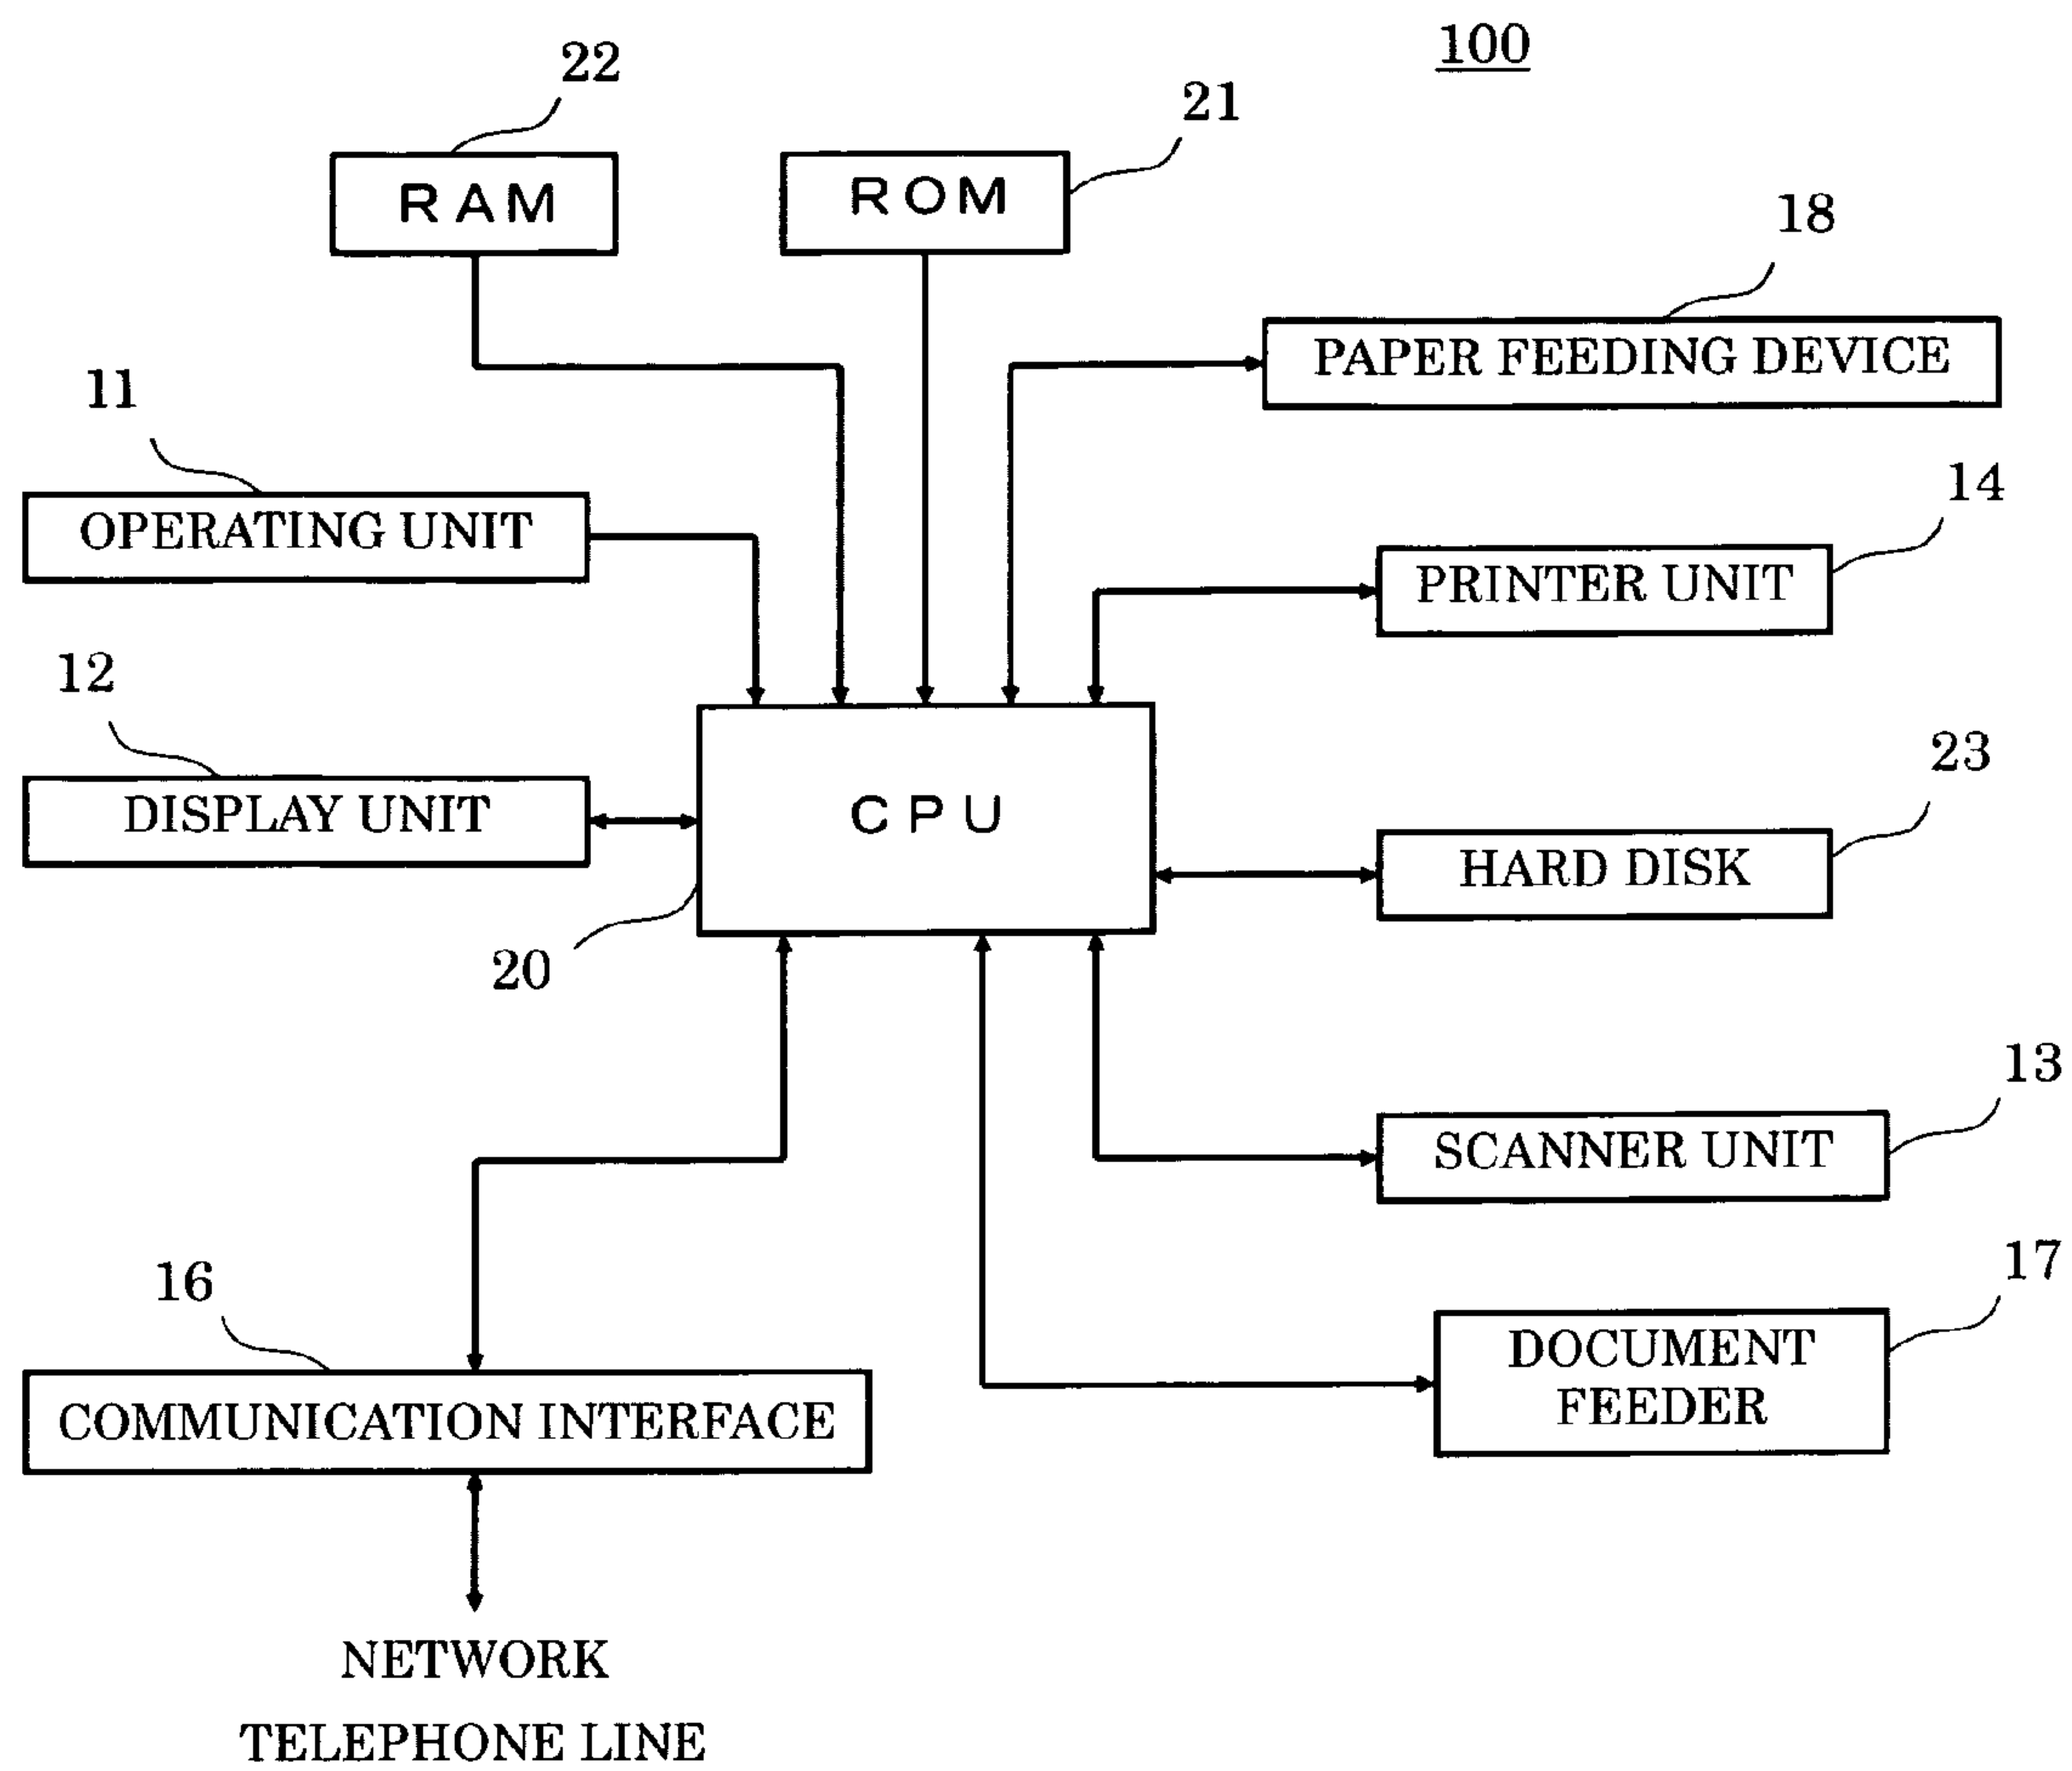 100
22
21
RAM
ROM
18
PAPER FEEDING DEVICE
11
OPERATING UNIT
14
PRINTER UNIT
12
DISPLAY UNIT
CPU
23
HARD DISK
20
13
SCANNER UNIT
17
DOCUMENT
FEEDER
16
COMMUNICATION INTERFACE
NETWORK
TELEPHONE LINE